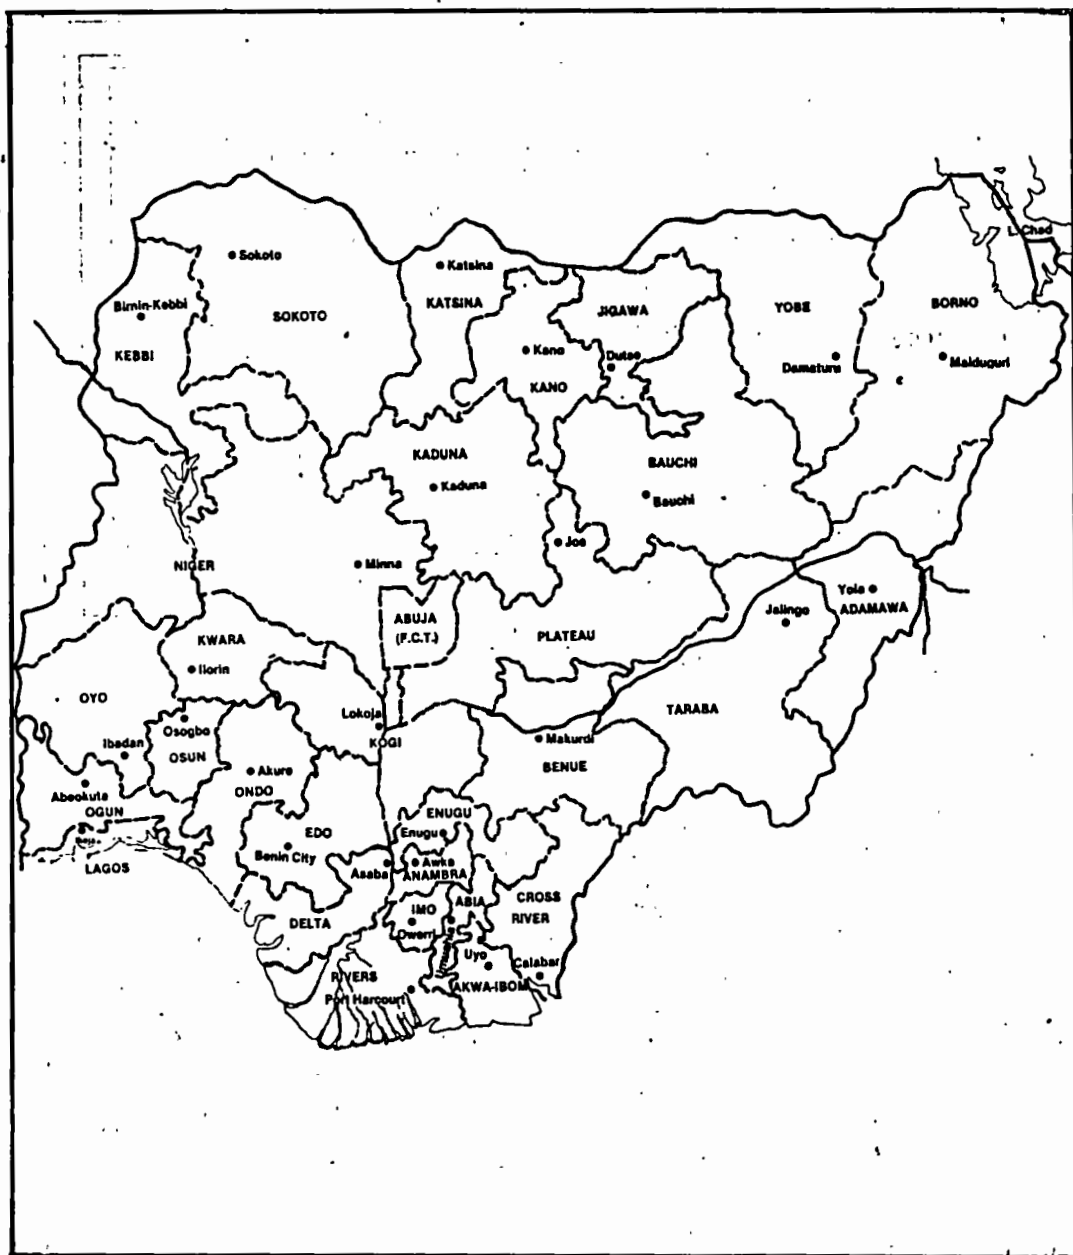 L. Chad
Sokoto
Katsina
Birnin-Kebbi
KATSINA
SOKOTO
JIGAWA
YOBE
BORNO
KEBBI
Kano
Dutse
Damaturu
Maiduguri
KANO
KADUNA
BAUCHI
Kaduna
Bauchi
Jos
NIGER
Minna
Yola
ADAMAWA
Jalingo
ABUJA
(F.C.T.)
KWARA
PLATEAU
Ilorin
OYO
TARABA
Lokoja
KOGI
Osogbo
Ibadan
OSUN
Makurdi
BENUE
Akure
ONDO
Abeokuta
OGUN
ENUGU
EDO
Enugu
Benin City
Asaba
Awka
ANAMBRA
LAGOS
CROSS
RIVER
ABIA
IMO
DELTA
Owerri
Uyo
Calabar
RIVERS
AKWA-IBOM
Port Harcourt